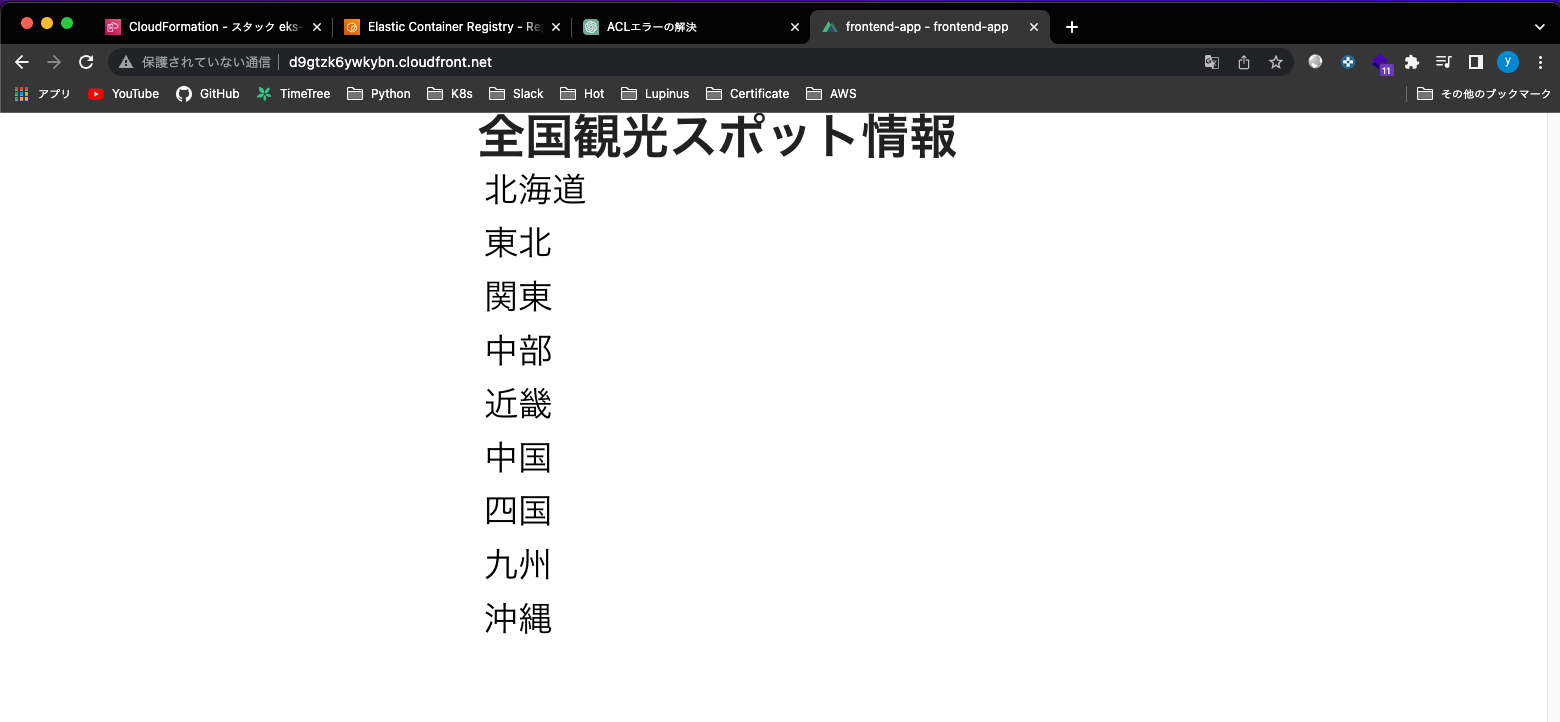 CloudFormation - スタック eks-
Elastic Container Registry - Re
ACLエラーの解決
frontend-app - frontend-app
保護されていない通信 d9gtzk6ywkybn.cloudfront.net
11
y
アプリ YouTube GitHub TimeTree Python K8s Slack Hot Lupinus Certificate AWS その他のブックマーク
全国観光スポット情報
北海道
東北
関東
中部
近畿
中国
四国
九州
沖縄